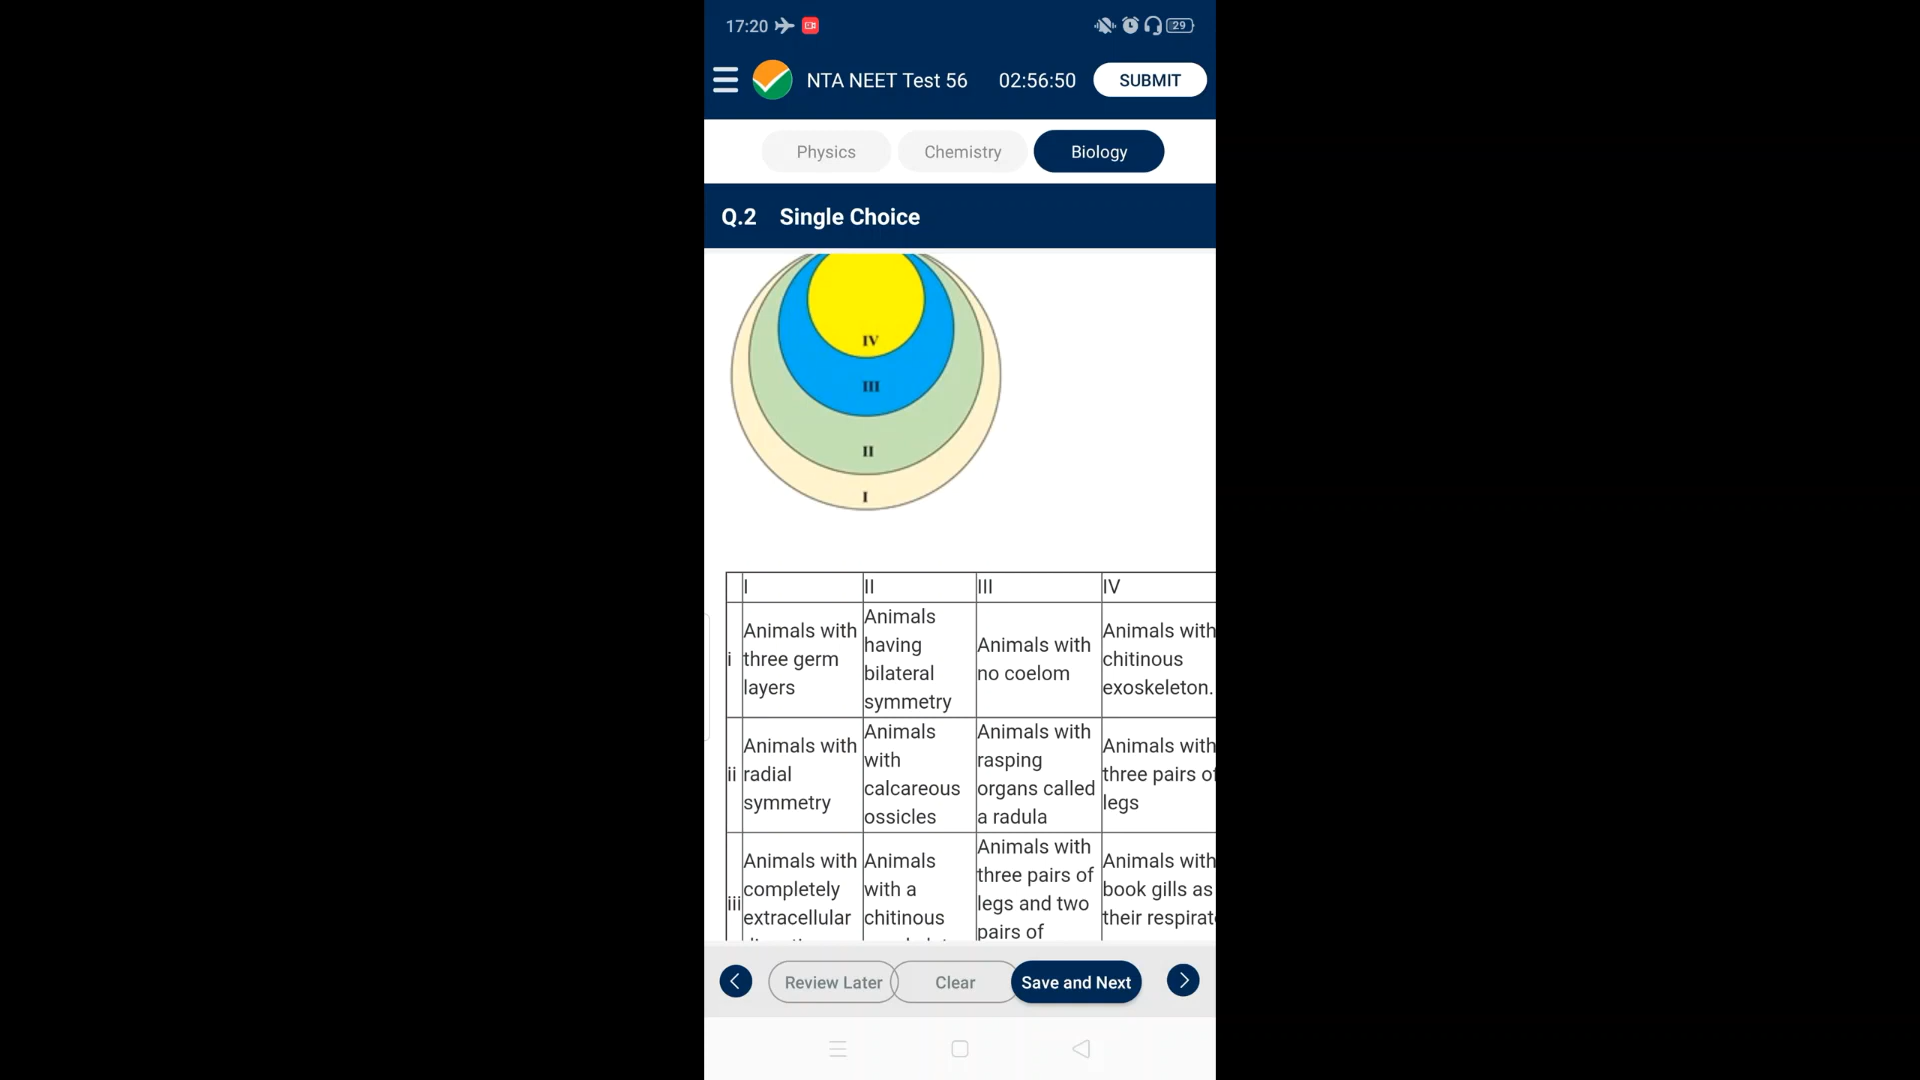 17:20
29
NTA NEET Test 56
02:56:50
SUBMIT
Physics
Chemistry
Biology
Q.2 Single Choice
IV
III
II
I
I
II
III
IV
i
Animals with
three germ
layers
Animals
having
bilateral
symmetry
Animals with
no coelom
Animals with
chitinous
exoskeleton.
ii
Animals with
radial
symmetry
Animals
with
calcareous
ossicles
Animals with
rasping
organs called
a radula
Animals with
three pairs of
legs
iii
Animals with
completely
extracellular
Animals
with a
chitinous
Animals with
three pairs of
legs and two
pairs of
Animals with
book gills as
their
Review Later
Clear
Save and Next